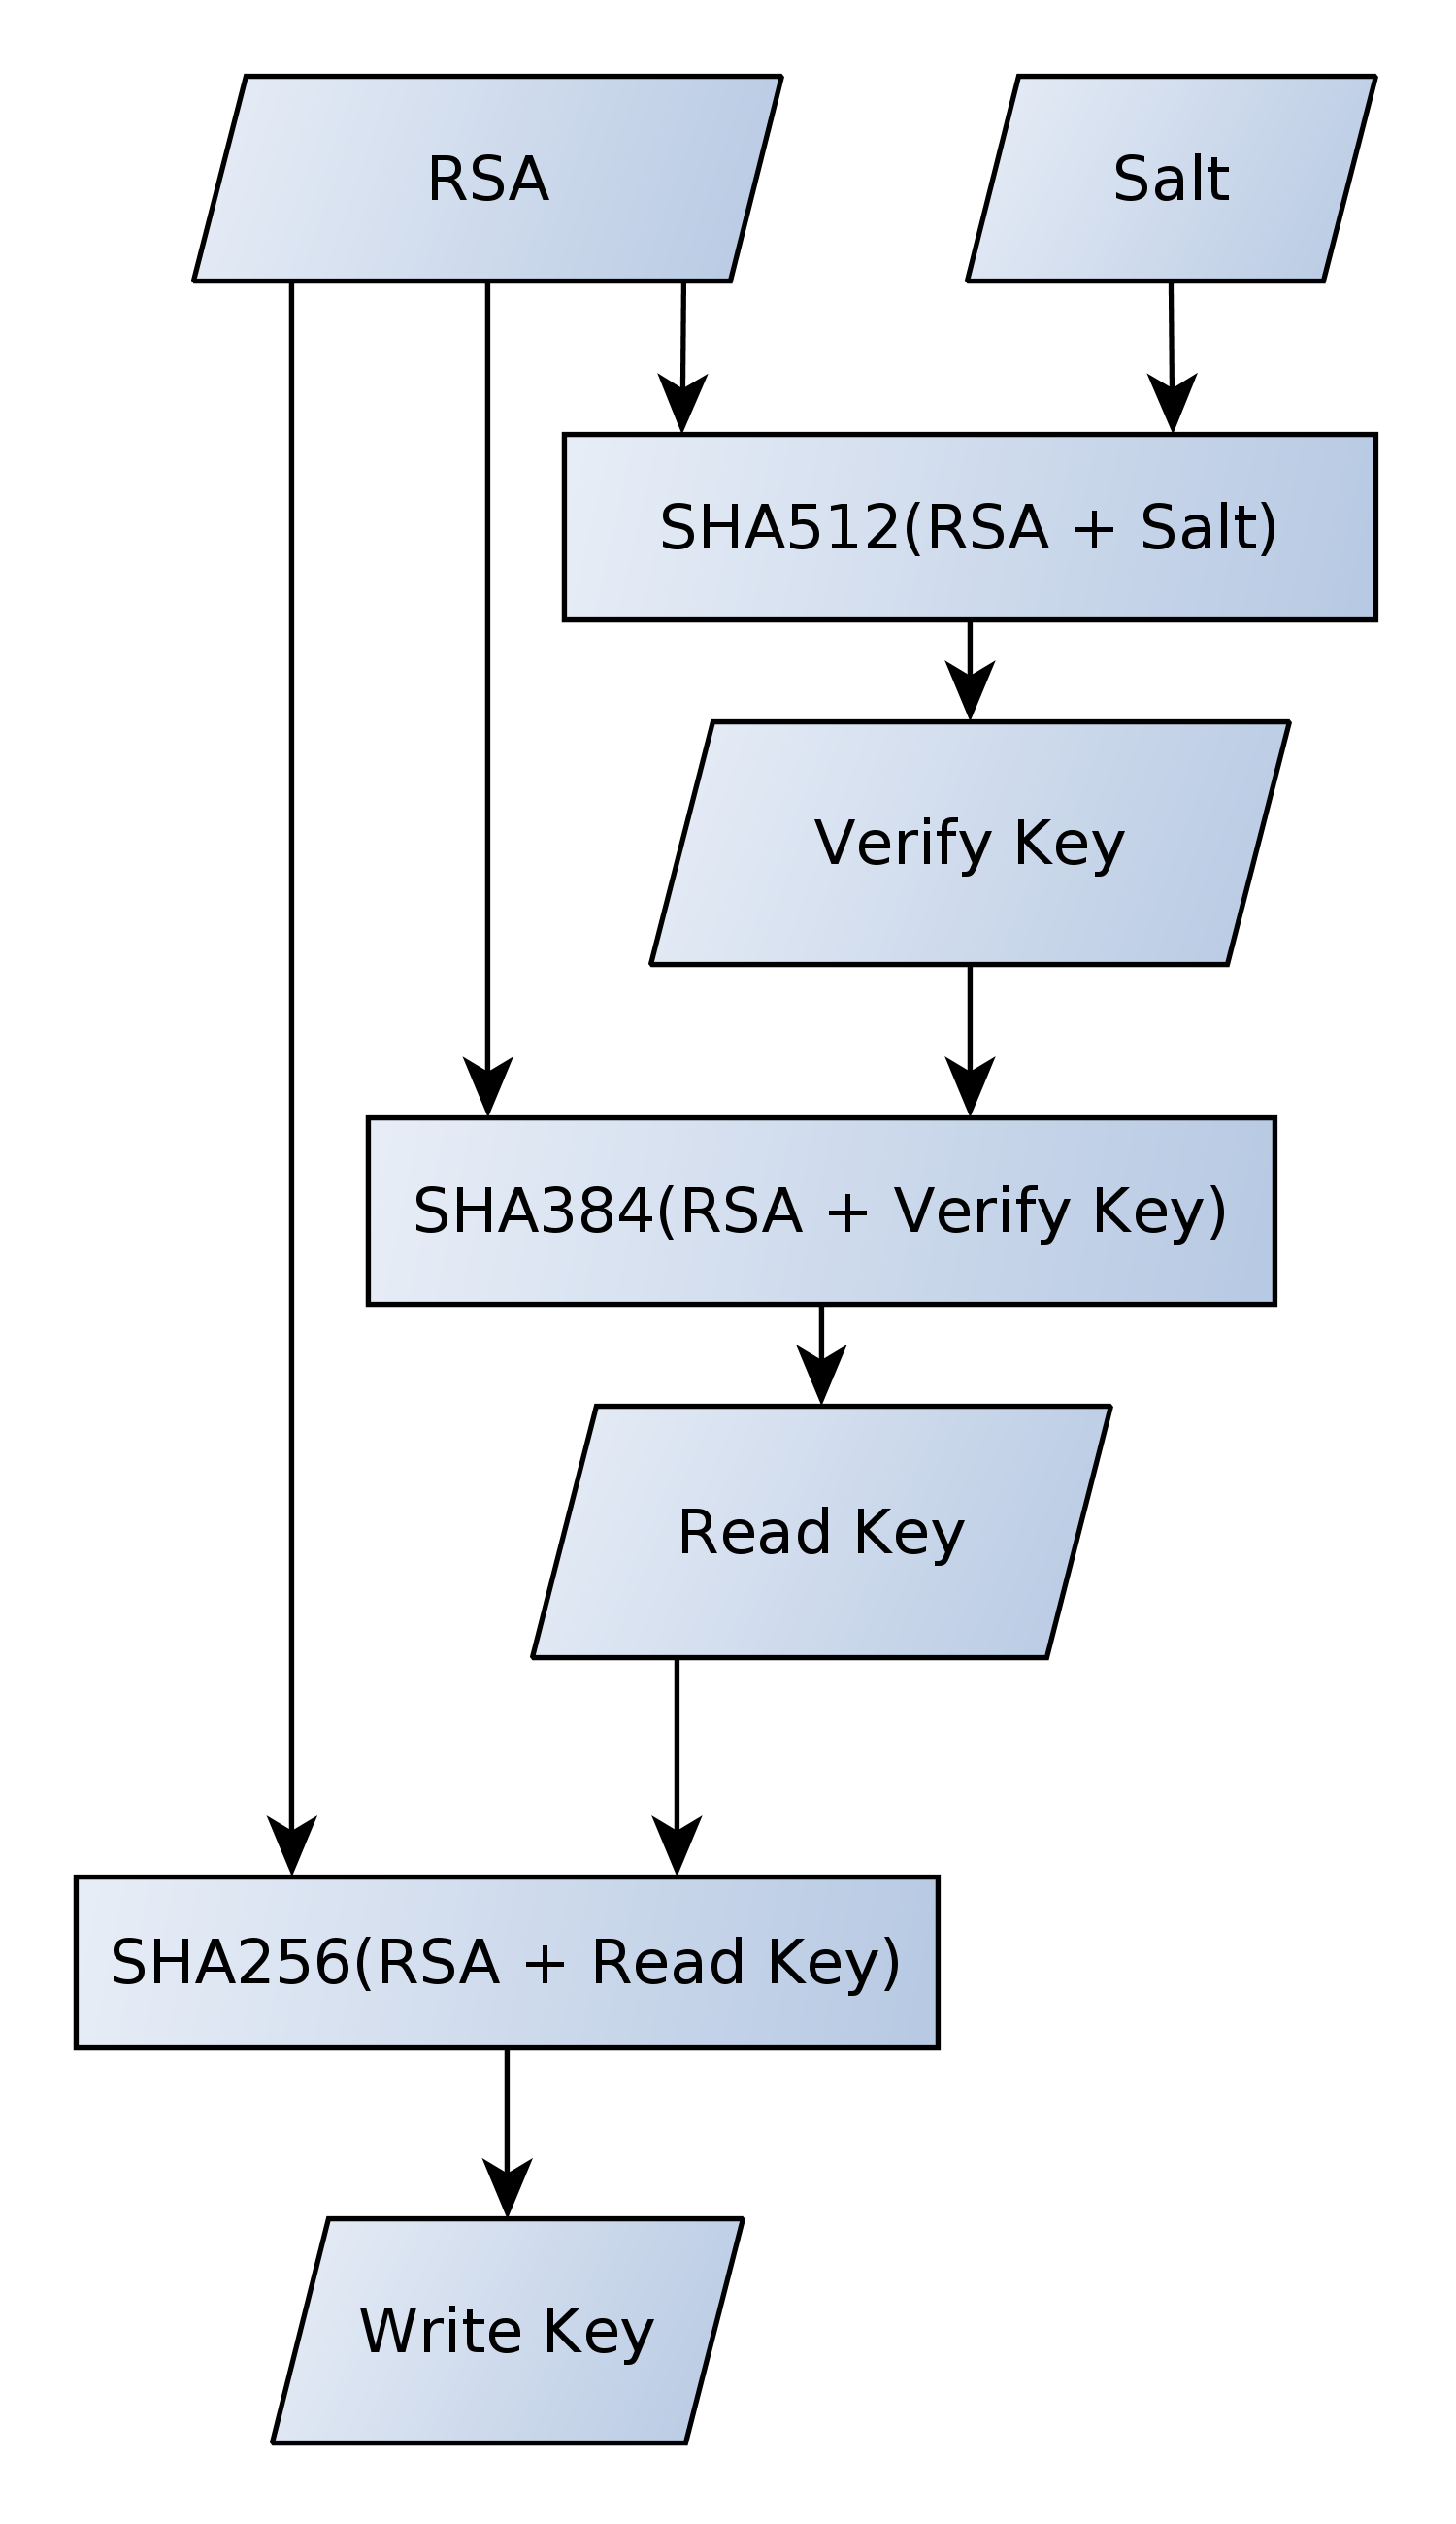 RSA
Salt
SHA512(RSA + Salt)
Verify Key
SHA384(RSA + Verify Key)
Read Key
SHA256(RSA + Read Key)
Write Key